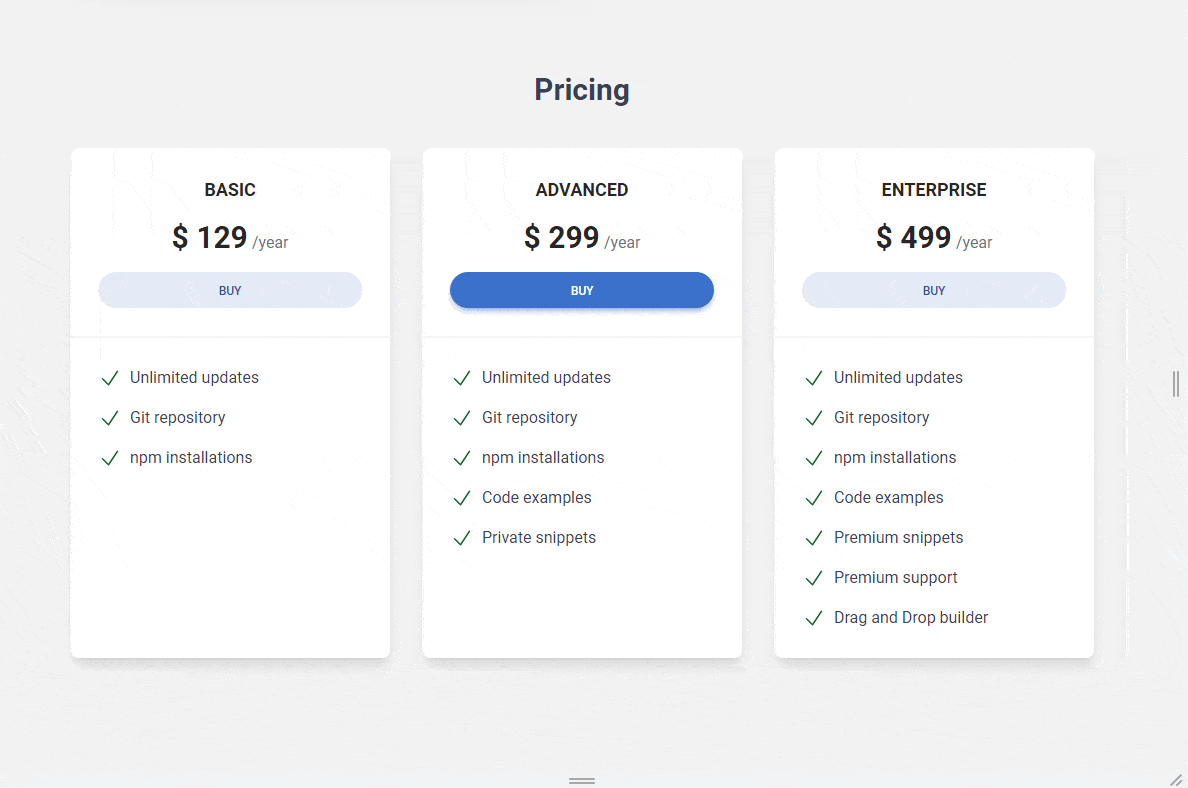 Pricing
BASIC
$ 129 /year
BUY
Unlimited updates
Git repository
npm installations
ADVANCED
$ 299 /year
BUY
Unlimited updates
Git repository
npm installations
Code examples
Private snippets
ENTERPRISE
$ 499 /year
BUY
Unlimited updates
Git repository
npm installations
Code examples
Premium snippets
Premium support
Drag and Drop builder